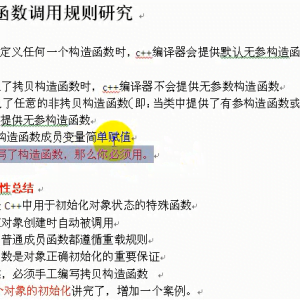 函数调用规则研究
定义任何一个构造函数时，c++编译器会提供默认无参构造函
了拷贝构造函数时，c++编译器不会提供无参数构造函数
了任意的非拷贝构造函数（即：当类中提供了有参构造函数或
提供无参构造函数
构造函数成员变量简单赋值
写了构造函数，那么你必须用。
性总结
C++中用于初始化对象状态的特殊函数
对象创建时自动被调用
普通成员函数都遵循重载规则
数是对象正确初始化的重要保证
，必须手工编写拷贝构造函数
个对象的初始化讲完了，增加一个案例。